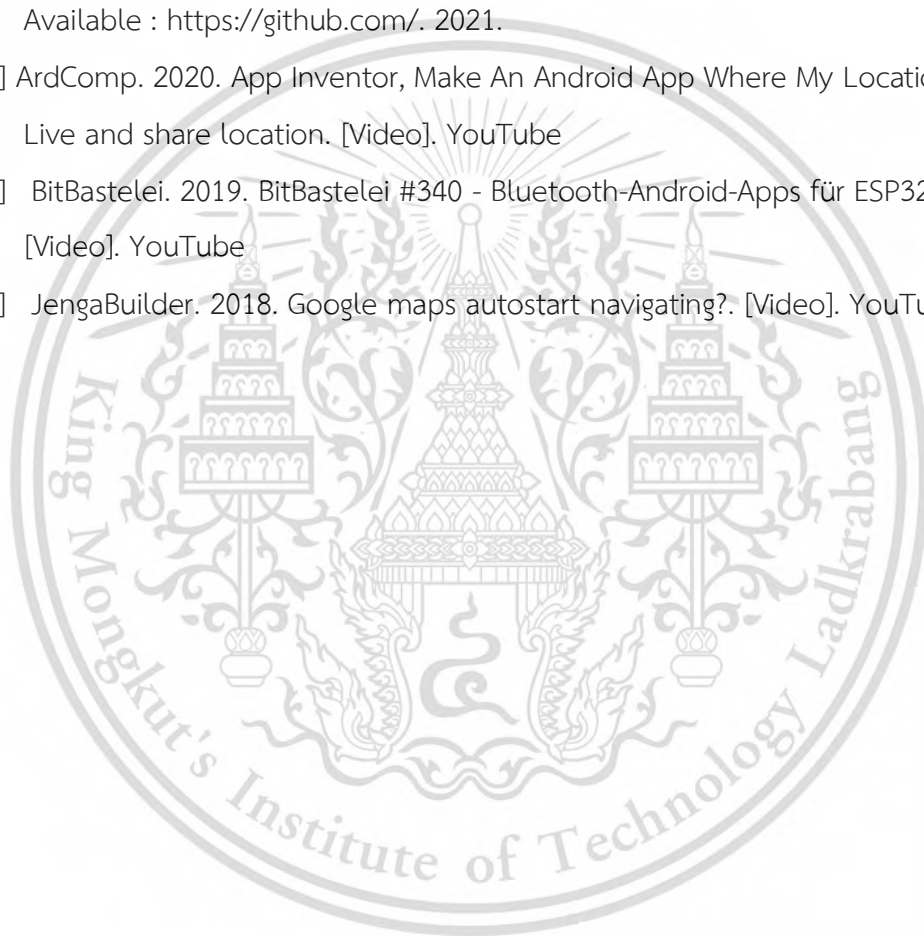 Available : https://github.com/. 2021.
] ArdComp. 2020. App Inventor, Make An Android App Where My Locatio
Live and share location. [Video]. YouTube
] BitBastelei. 2019. BitBastelei #340 - Bluetooth-Android-Apps für ESP32
[Video]. YouTube
] JengaBuilder. 2018. Google maps autostart navigating?. [Video]. YouTu
King Mongkut's Institute of Technology Ladkrabang